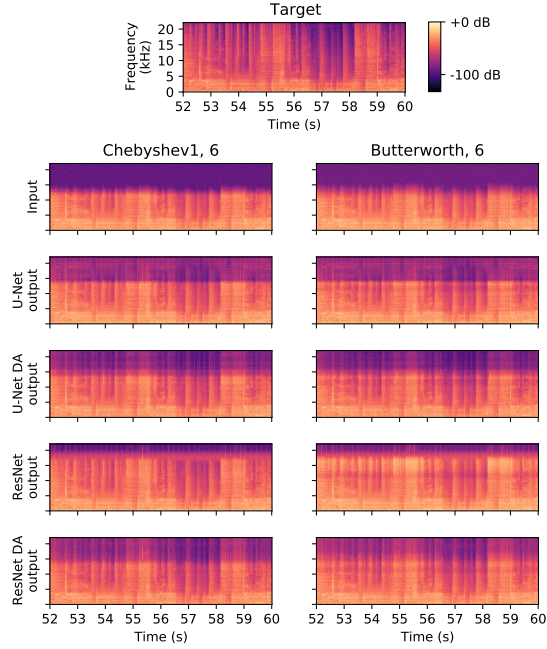 Target
Frequency
(kHz)
20
15
10
5
0
52 53 54 55 56 57 58 59 60
Time (s)
+0 dB
-100 dB
Chebyshev1, 6
Butterworth, 6
Input
U-Net
output
U-Net DA
output
ResNet
output
ResNet DA
output
52 53 54 55 56 57 58 59 60
Time (s)
52 53 54 55 56 57 58 59 60
Time (s)